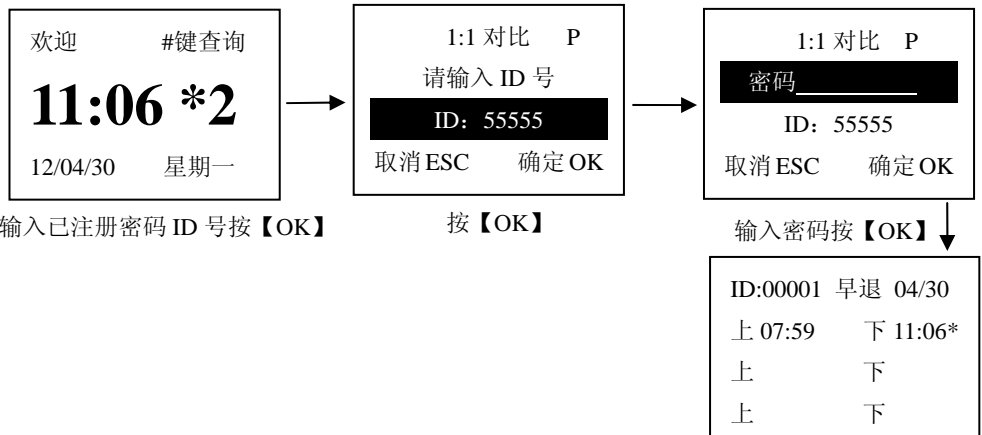 欢迎 #键查询
11:06 *2
12/04/30 星期一
输入已注册密码 ID 号按【OK】
1:1 对比 P
请输入 ID 号
ID：55555
取消 ESC 确定 OK
按【OK】
1:1 对比 P
密码
ID：55555
取消 ESC 确定 OK
输入密码按【OK】
ID:00001 早退 04/30
上 07:59 下 11:06*
上 下
上 下